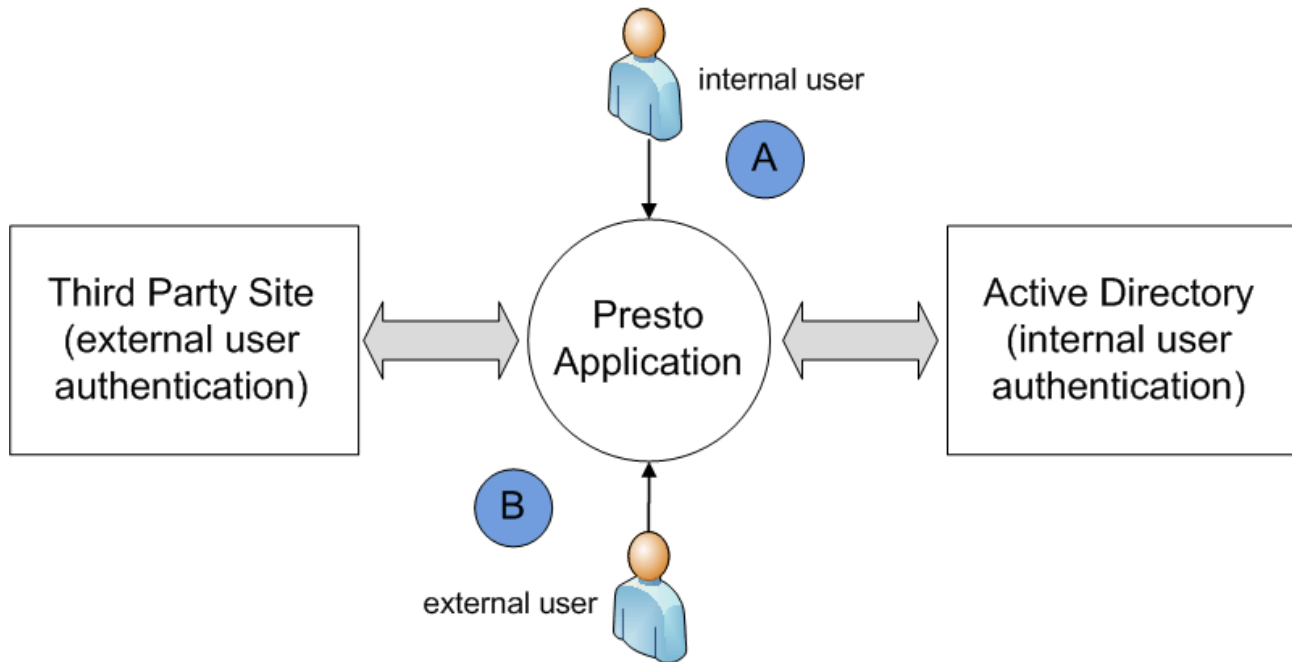 internal user
A
Third Party Site
(external user
authentication)
Presto
Application
Active Directory
(internal user
authentication)
B
external user